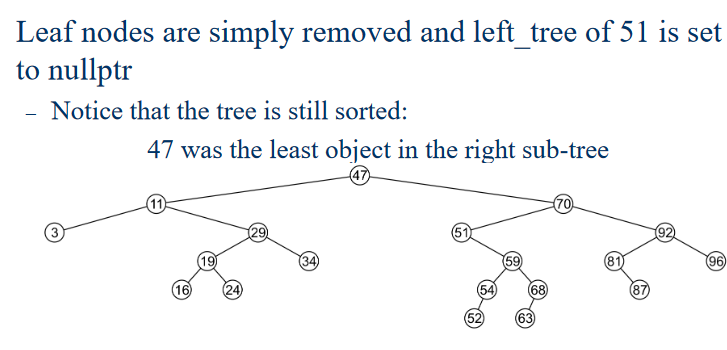 Leaf nodes are simply removed and left_tree of 51 is set
to nullptr
– Notice that the tree is still sorted:
47 was the least object in the right sub-tree
47
11 70
3 29 51 92
19 34 59 81 96
16 24 54 68 87
52 63